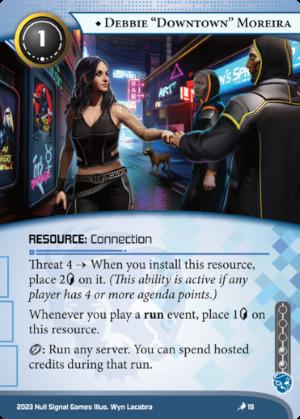 1
◆ Debbie “Downtown” Moreira
BAR
ART
RESOURCE: Connection
Threat 4 → When you install this resource,
place 2 on it. (This ability is active if any
player has 4 or more agenda points.)
Whenever you play a run event, place 1 on
this resource.
: Run any server. You can spend hosted
credits during that run.
2023 Null Signal Games Illus. Wyn Lacabra
19